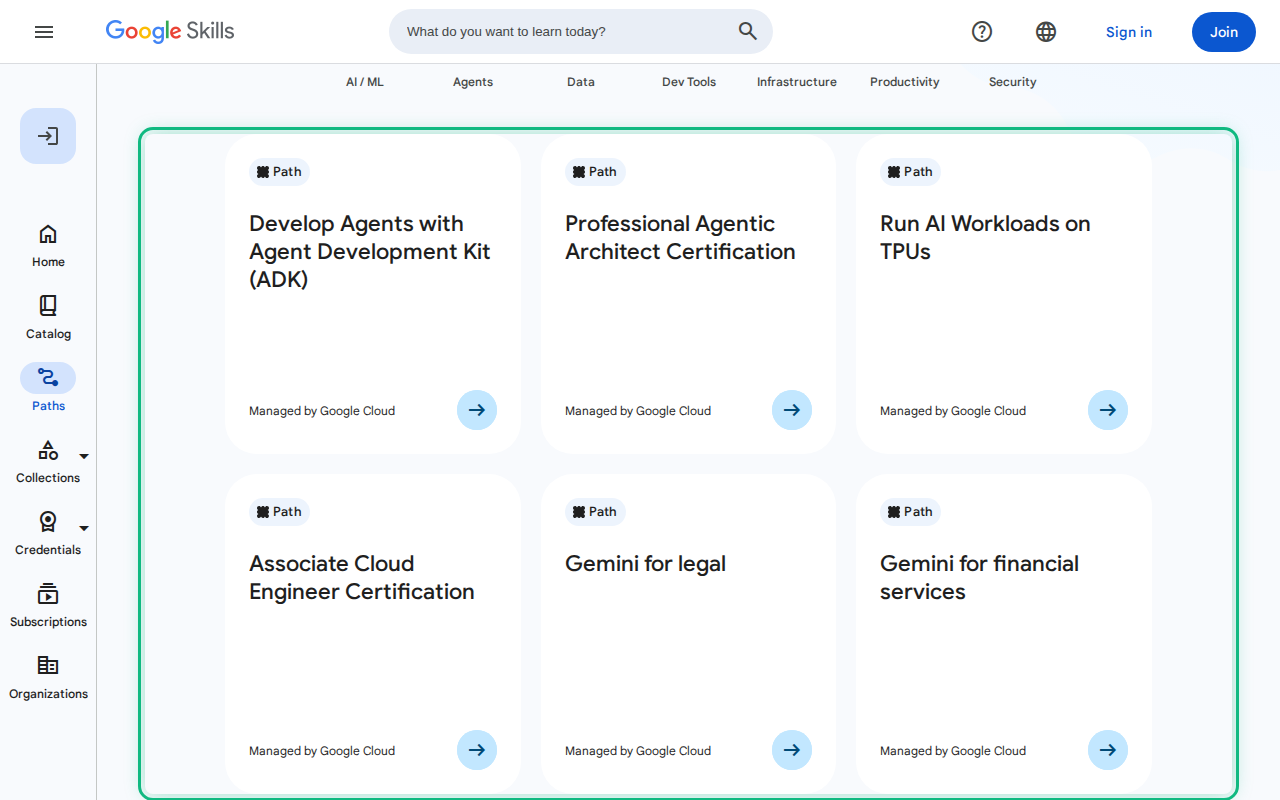 Google Skills
What do you want to learn today?
Sign in
Join
AI / ML
Agents
Data
Dev Tools
Infrastructure
Productivity
Security
Home
Catalog
Paths
Collections
Credentials
Subscriptions
Organizations
Path
Develop Agents with
Agent Development Kit
(ADK)
Managed by Google Cloud
Path
Professional Agentic
Architect Certification
Managed by Google Cloud
Path
Run AI Workloads on
TPUs
Managed by Google Cloud
Path
Associate Cloud
Engineer Certification
Managed by Google Cloud
Path
Gemini for legal
Managed by Google Cloud
Path
Gemini for financial
services
Managed by Google Cloud